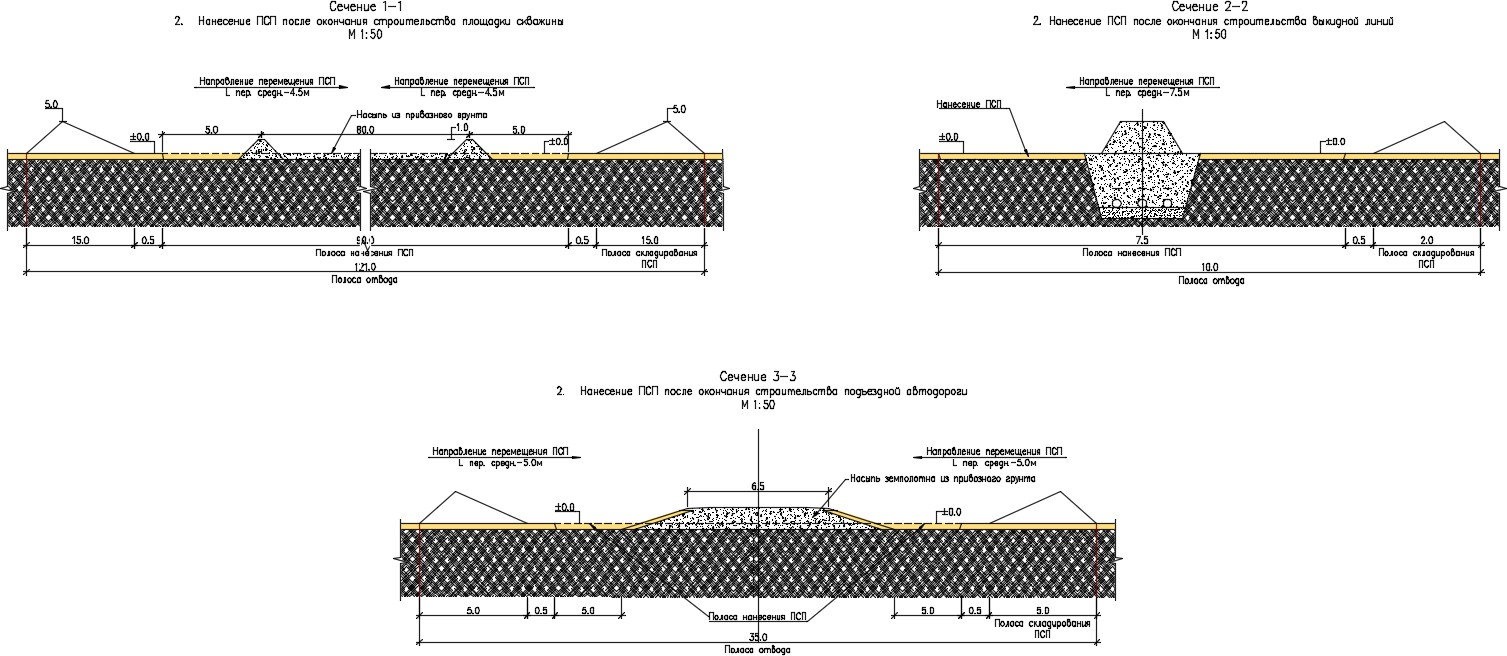 Сечение 1–1
2. Нанесение ПСП после окончания строительства площадки скважины
М 1:50
Направление перемещения ПСП
L пер. средн.–4.5м
Направление перемещения ПСП
L пер. средн.–4.5м
Насыпь из привозного грунта
5.0
±0.0
5.0
80.0
1.0
5.0
±0.0
5.0
15.0
0.5
90.0
0.5
15.0
Полоса нанесения ПСП
Полоса складирования
ПСП
121.0
Полоса отвода
Сечение 2–2
2. Нанесение ПСП после окончания строительства выкидной линий
М 1:50
Направление перемещения ПСП
L пер. средн.–7.5м
Нанесение ПСП
±0.0
±0.0
7.5
0.5
2.0
Полоса нанесения ПСП
Полоса складирования
ПСП
10.0
Полоса отвода
Сечение 3–3
2. Нанесение ПСП после окончания строительства подъездной автодороги
М 1:50
Направление перемещения ПСП
L пер. средн.–5.0м
Направление перемещения ПСП
L пер. средн.–5.0м
Насыпь земполотна из привозного грунта
6.5
±0.0
±0.0
5.0
0.5
5.0
5.0
0.5
5.0
Полоса нанесения ПСП
Полоса складирования
ПСП
35.0
Полоса отвода